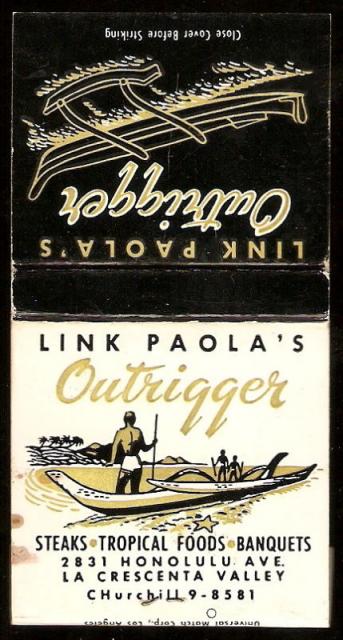 Close Cover Before Striking
Outrigger
LINK PAOLA'S
LINK PAOLA'S
Outrigger
STEAKS • TROPICAL FOODS • BANQUETS
2831 HONOLULU AVE.
LA CRESCENTA VALLEY
CHurchill 9-8581
Universal Match Corp., Los Angeles